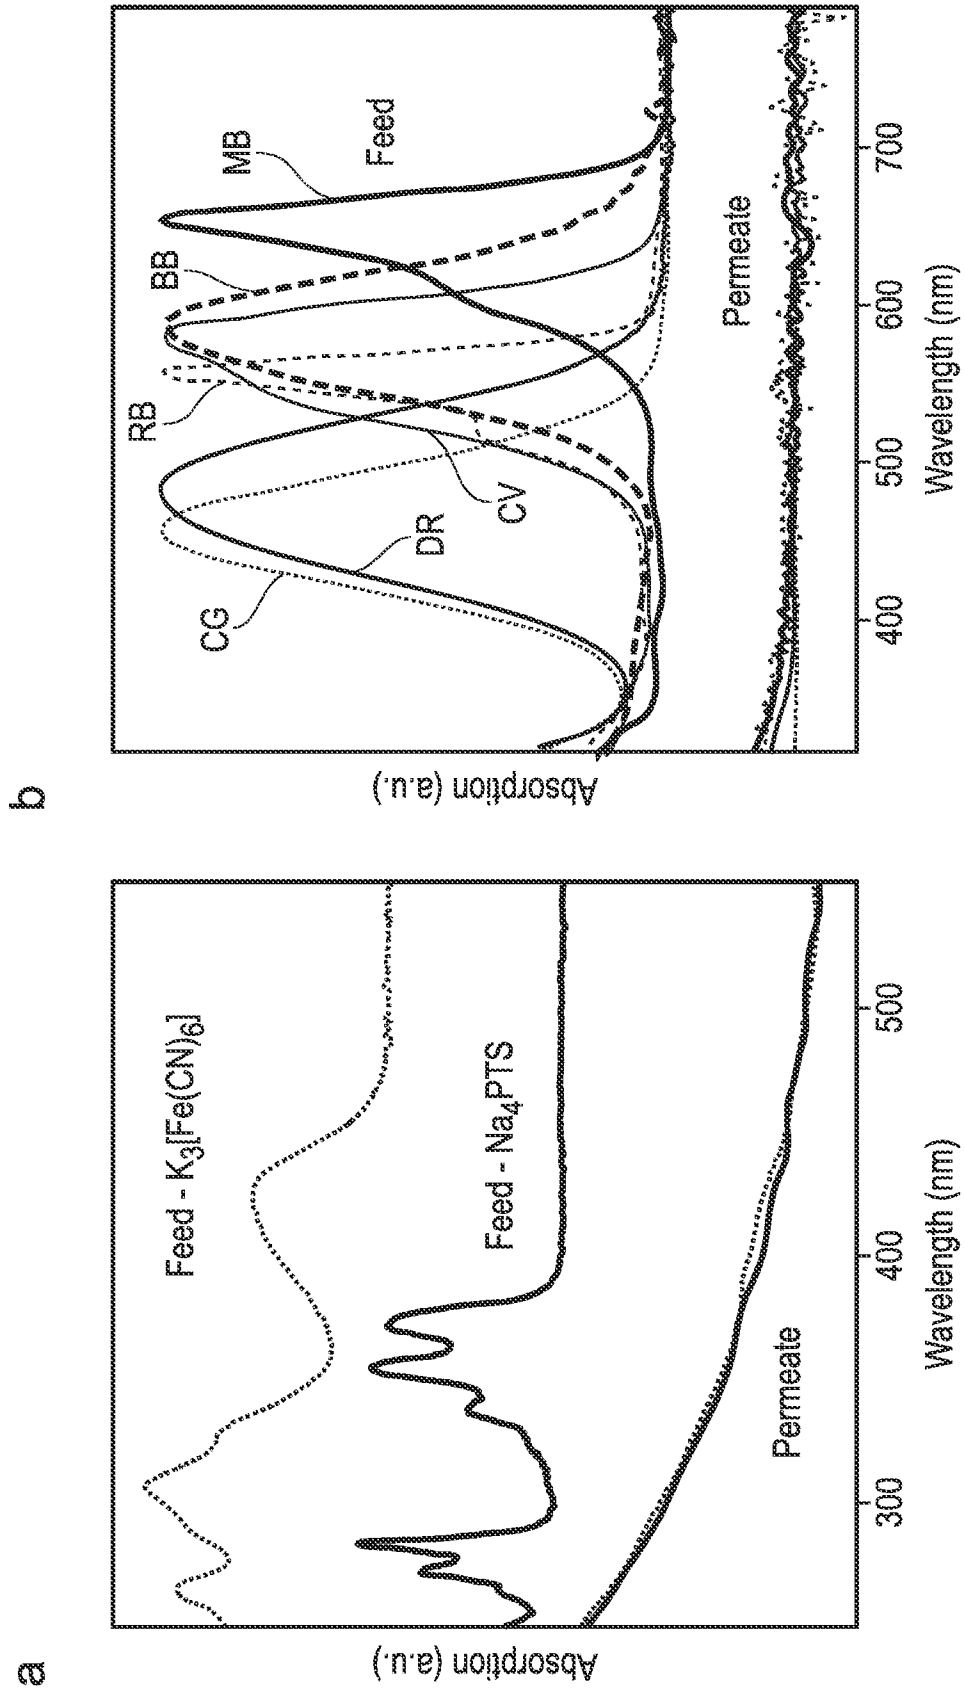 a
Absorption (a.u.)
Feed - K3[Fe(CN)6]
Feed - Na4PTS
Permeate
300
400
500
Wavelength (nm)
b
Absorption (a.u.)
CG
DR
RB
CV
BB
MB
Feed
Permeate
400
500
600
700
Wavelength (nm)